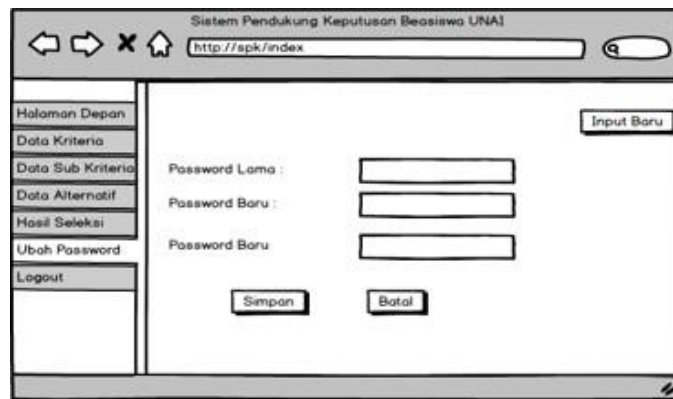 Sistem Pendukung Keputusan Beasiswa UNAI
http://spk/index
Halaman Depan
Data Kriteria
Data Sub Kriteria
Data Alternatif
Hasil Seleksi
Ubah Password
Logout
Input Baru
Password Lama :
Password Baru :
Password Baru
Simpan
Batal